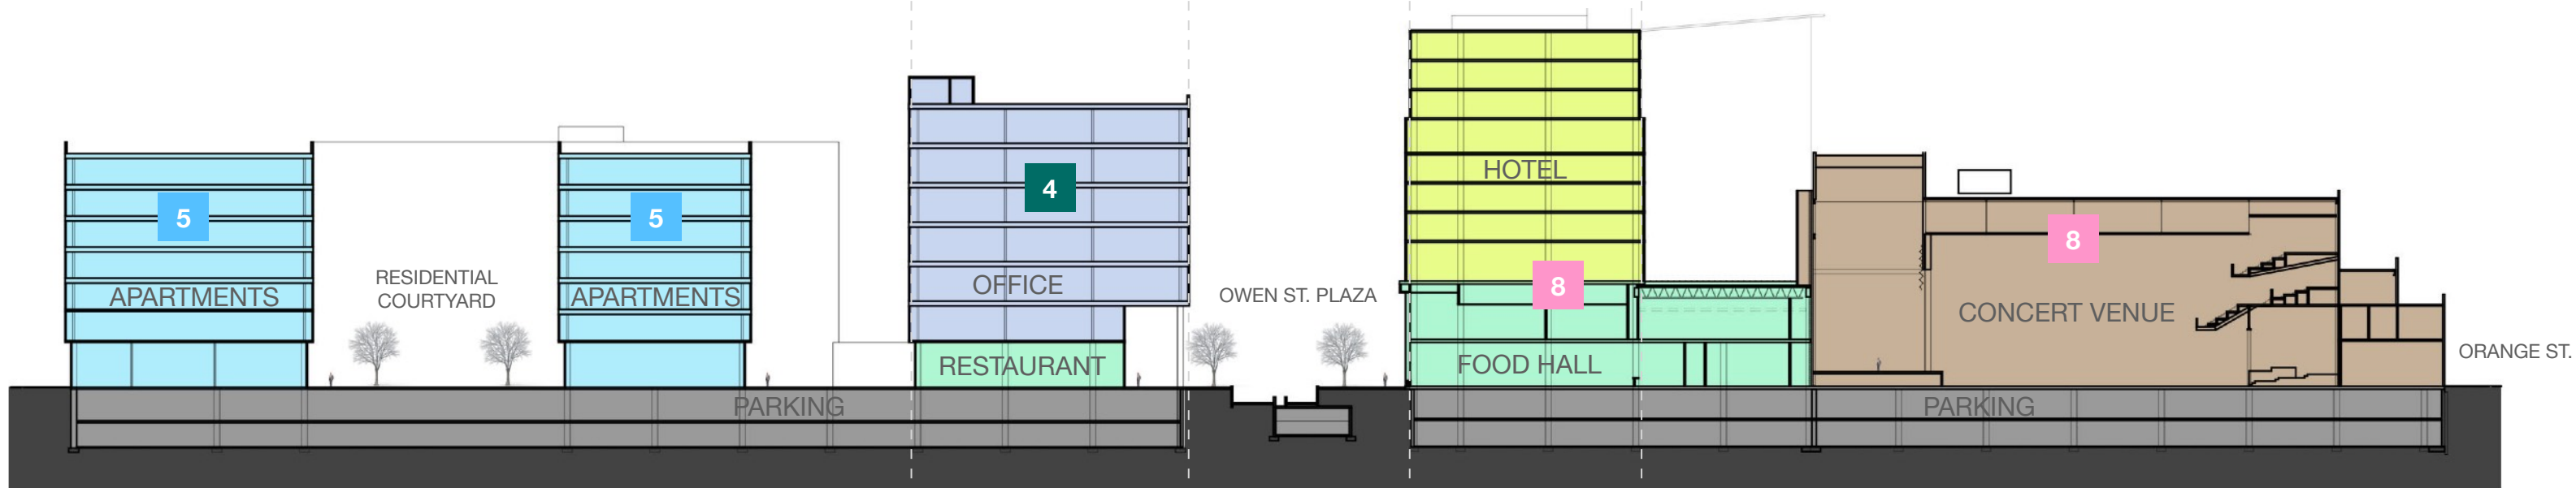 5
APARTMENTS
RESIDENTIAL
COURTYARD
5
APARTMENTS
4
OFFICE
RESTAURANT
PARKING
OWEN ST. PLAZA
HOTEL
8
FOOD HALL
8
CONCERT VENUE
PARKING
ORANGE ST.